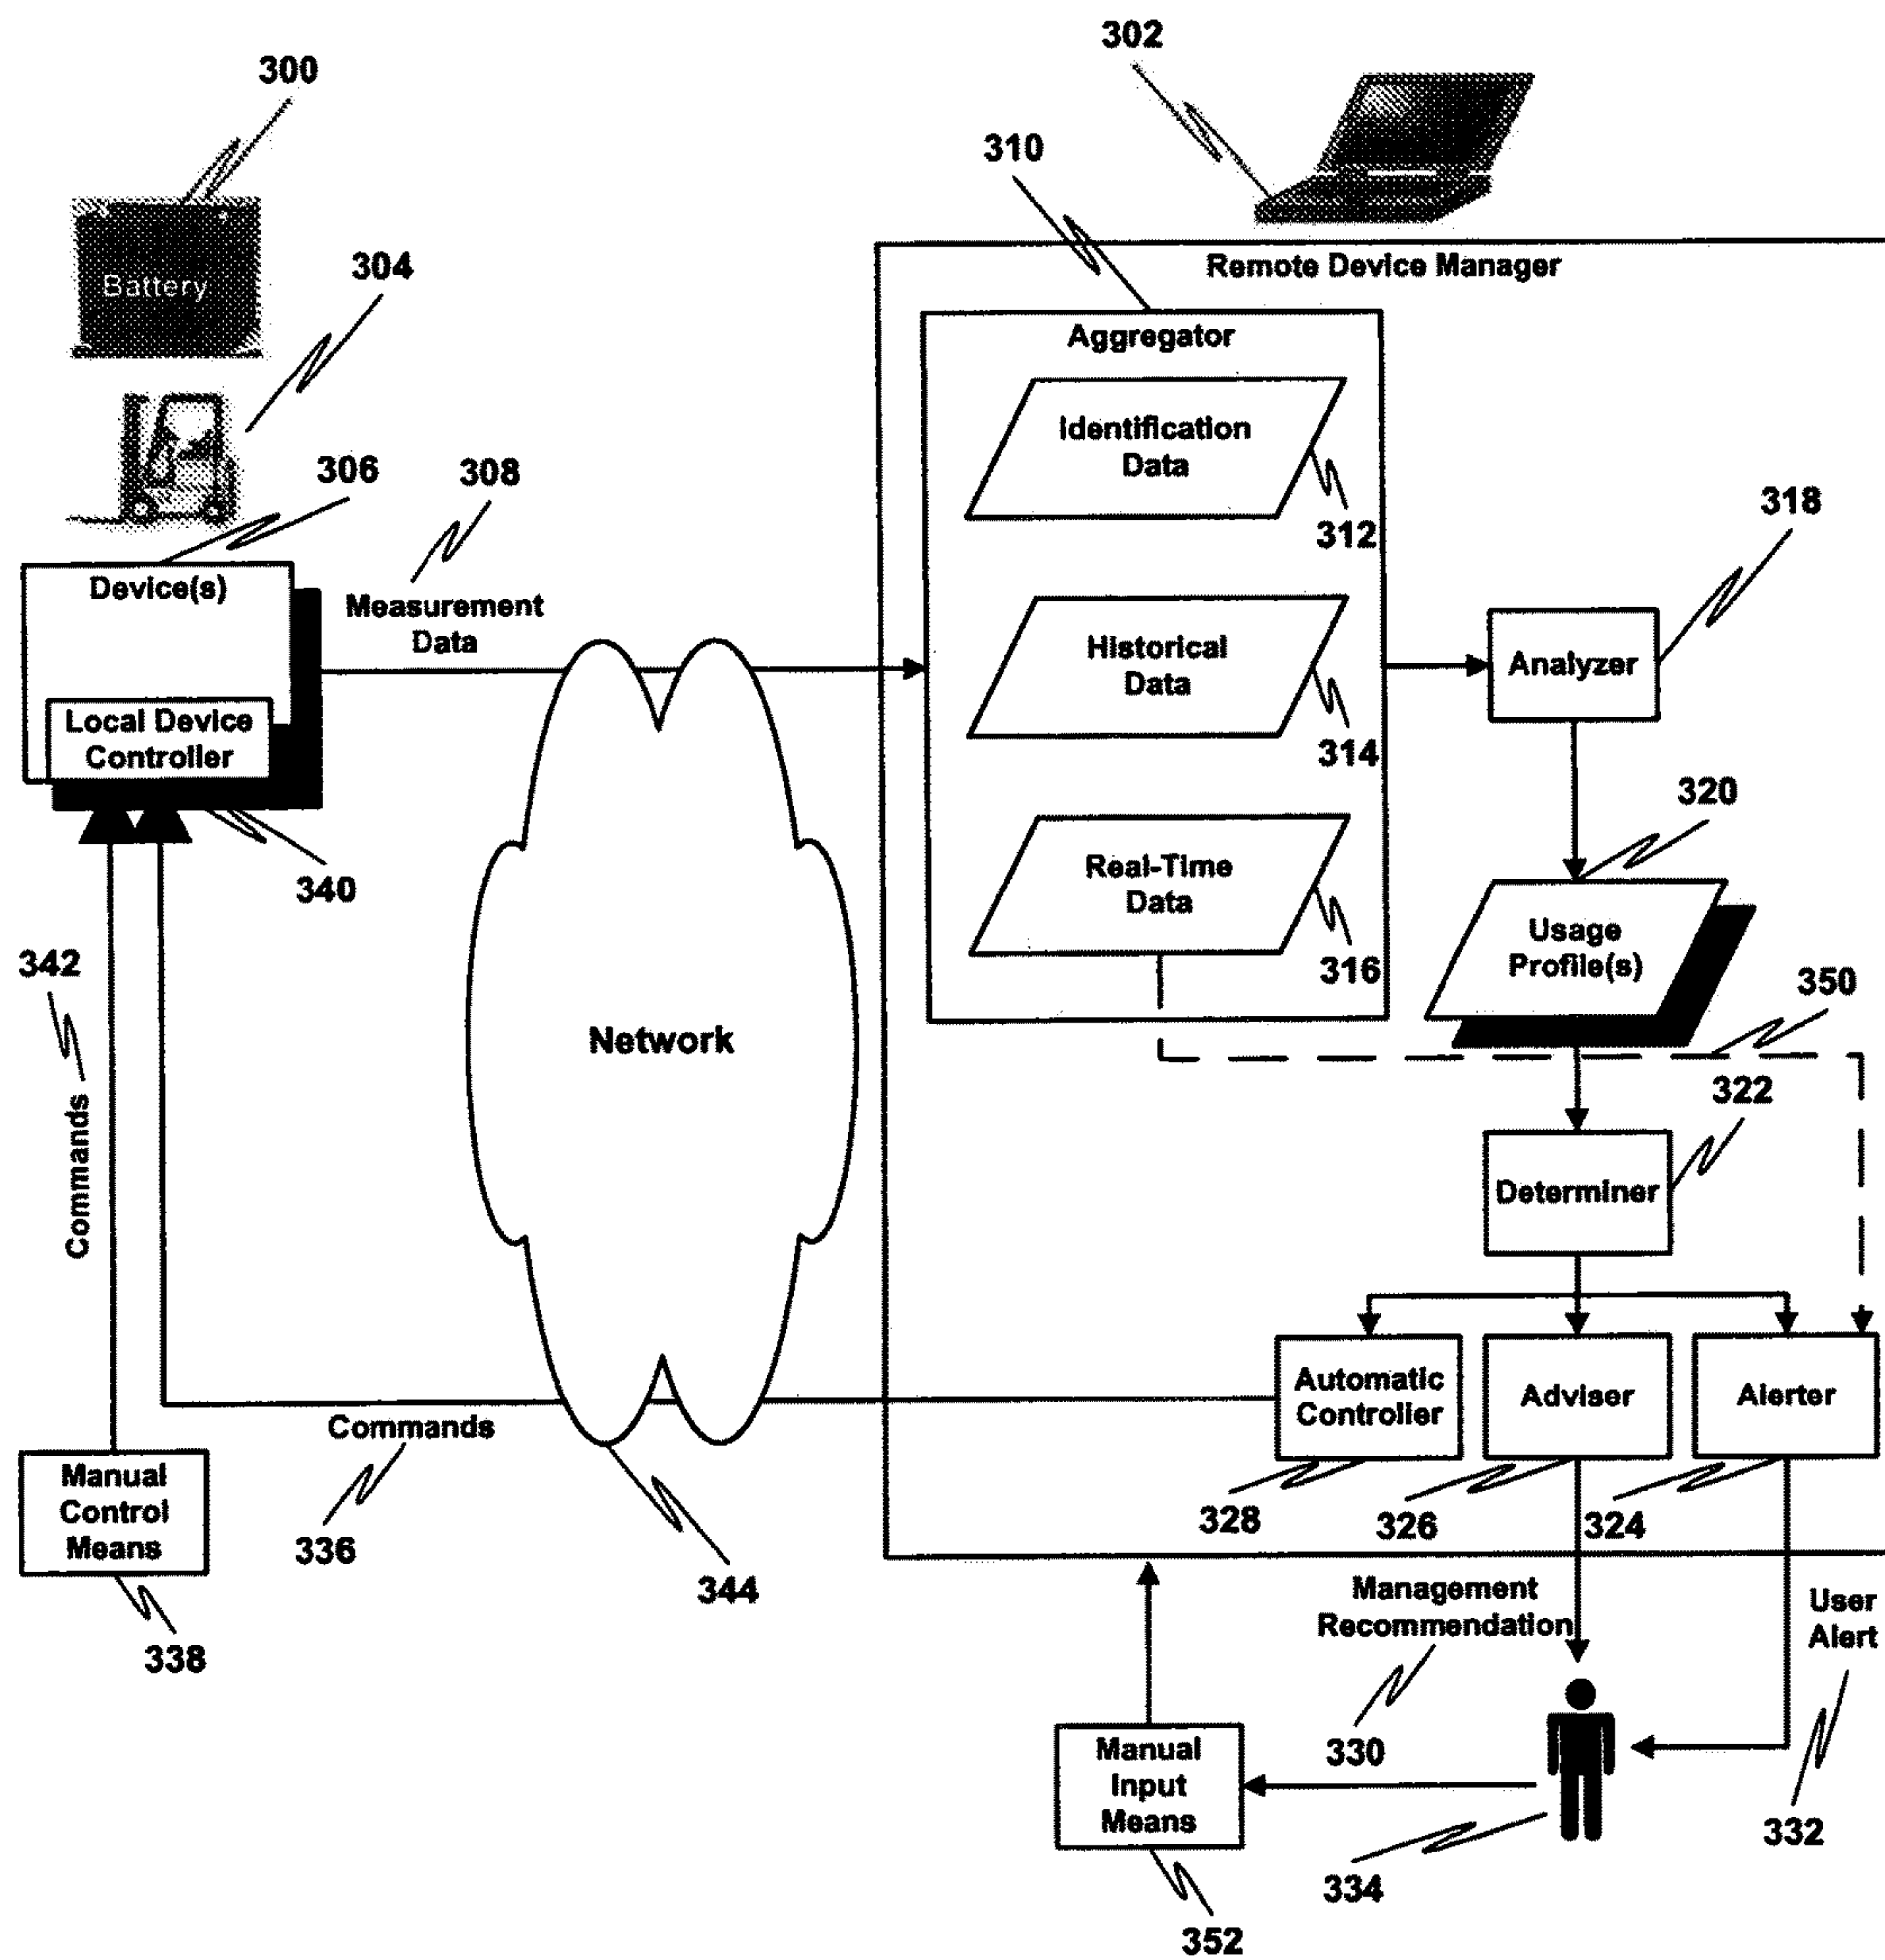 302
300
310
Battery
304
Remote Device Manager
Aggregator
Identification
Data
306
308
312
318
Device(s)
Measurement
Data
Historical
Data
Analyzer
Local Device
Controller
314
320
Real-Time
Data
340
Usage
Profile(s)
342
316
350
Network
322
Commands
Determiner
Automatic
Controller
Adviser
Alerter
Commands
Manual
Control
Means
336
328
326
324
344
Management
Recommendation
User
Alert
338
330
Manual
Input
Means
332
334
352